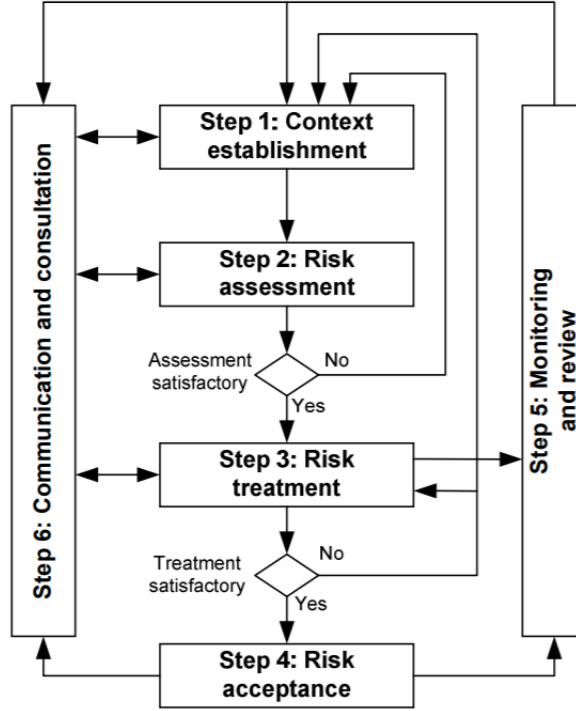 Step 1: Context
establishment
Step 2: Risk
assessment
Assessment
satisfactory
No
Yes
Step 3: Risk
treatment
Treatment
satisfactory
No
Yes
Step 4: Risk
acceptance
Step 6: Communication and consultation
Step 5: Monitoring
and review